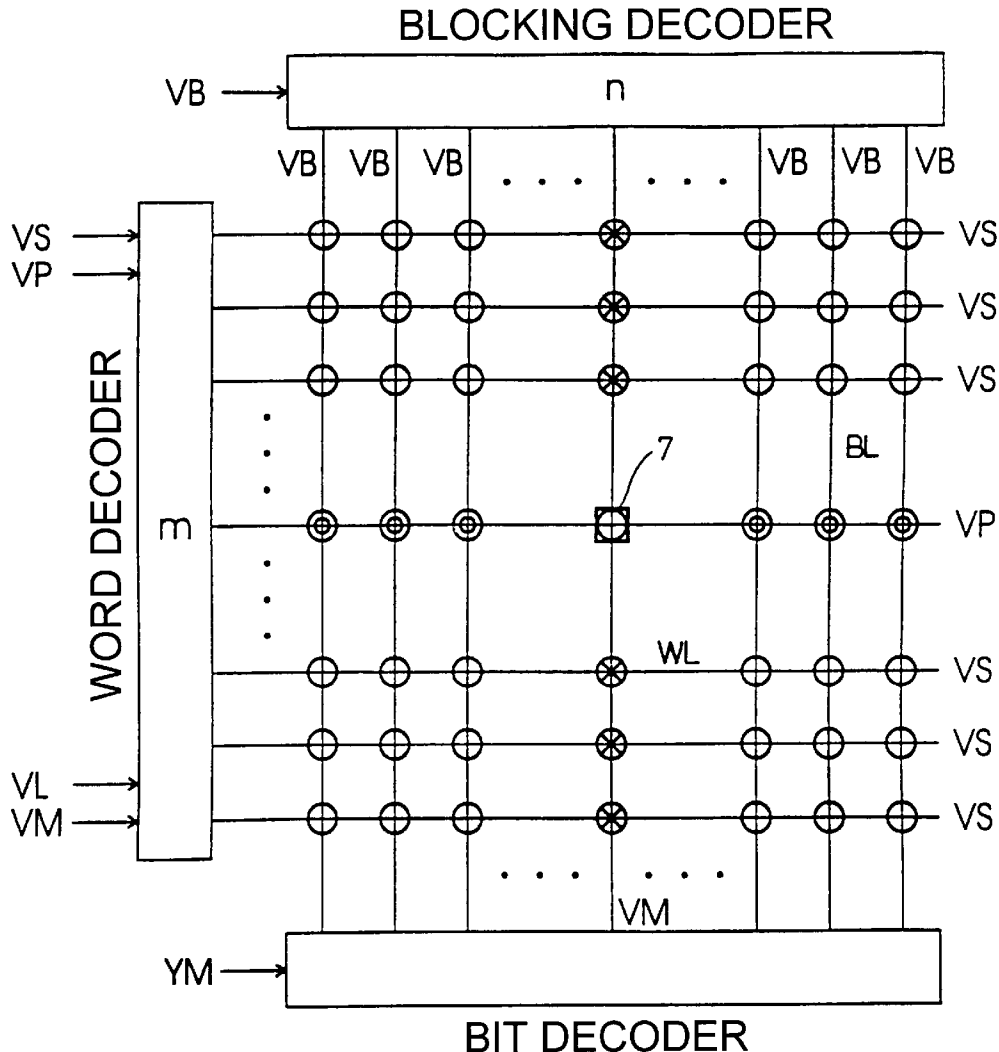 BLOCKING DECODER
VB
n
VB VB VB VB VB VB
VS
VP
VS
VS
VS
WORD DECODER
m
7
BL
VP
WL
VS
VS
VS
VL
VM
VM
YM
BIT DECODER